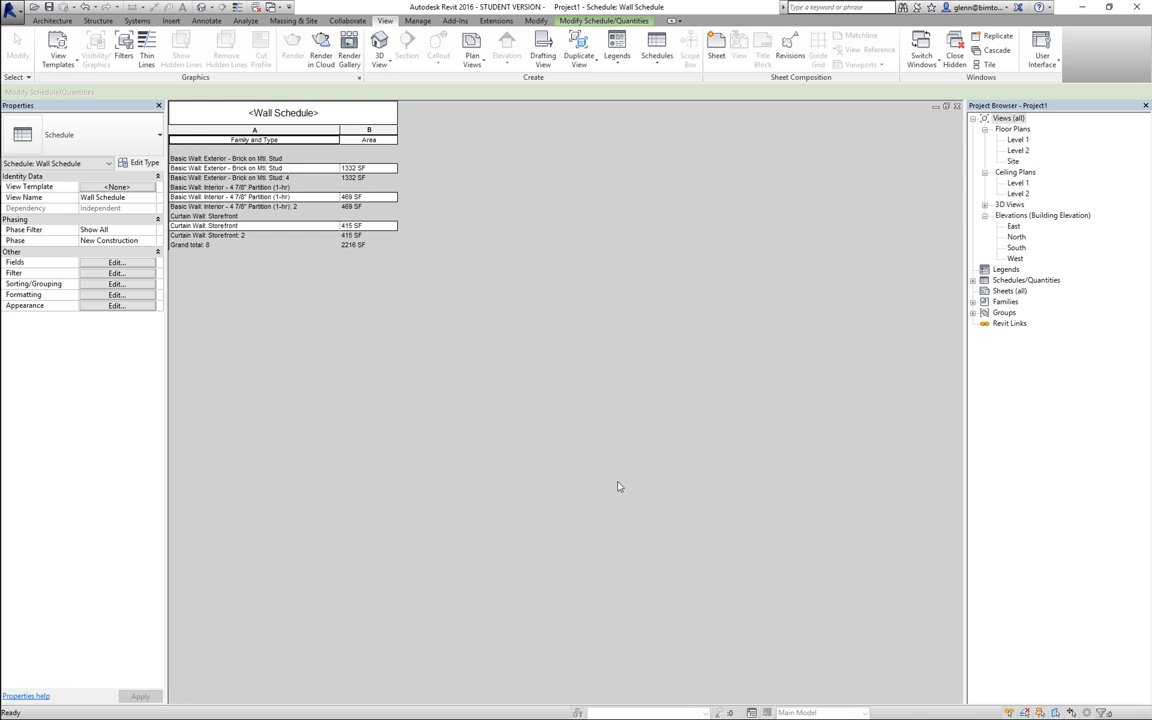 Autodesk Revit 2016 - STUDENT VERSION - Project1 - Schedule: Wall Schedule
Type a keyword or phrase
glenn@bimto...
Architecture Structure Systems Insert Annotate Analyze Massing & Site Collaborate View Manage Add-Ins Extensions Modify Modify Schedule/Quantities
Modify
View Templates
Visibility/ Graphics
Filters
Thin Lines
Show Hidden Lines
Remove Hidden Lines
Cut Profile
Render
Render in Cloud
Render Gallery
3D View
Section
Callout
Plan Views
Elevation
Drafting View
Duplicate View
Legends
Schedules
Scope Box
Sheet
View
Title Block
Revisions
Guide Grid
Matchline
View Reference
Viewports
Switch Windows
Close Hidden
Replicate
Cascade
Tile
User Interface
Select Graphics Create Sheet Composition Windows
Modify Schedule/Quantities
Properties
Schedule
Schedule: Wall Schedule Edit Type
Identity Data
View Template <None>
View Name Wall Schedule
Dependency Independent
Phasing
Phase Filter Show All
Phase New Construction
Other
Fields Edit...
Filter Edit...
Sorting/Grouping Edit...
Formatting Edit...
Appearance Edit...
Properties help Apply
<Wall Schedule>
A B
Family and Type Area
Basic Wall: Exterior - Brick on Mtl. Stud
Basic Wall: Exterior - Brick on Mtl. Stud 1332 SF
Basic Wall: Exterior - Brick on Mtl. Stud: 4 1332 SF
Basic Wall: Interior - 4 7/8" Partition (1-hr)
Basic Wall: Interior - 4 7/8" Partition (1-hr) 469 SF
Basic Wall: Interior - 4 7/8" Partition (1-hr): 2 469 SF
Curtain Wall: Storefront
Curtain Wall: Storefront 415 SF
Curtain Wall: Storefront: 2 415 SF
Grand total: 8 2216 SF
Project Browser - Project1
Views (all)
Floor Plans
Level 1
Level 2
Site
Ceiling Plans
Level 1
Level 2
3D Views
Elevations (Building Elevation)
East
North
South
West
Legends
Schedules/Quantities
Sheets (all)
Families
Groups
Revit Links
Ready
:0
Main Model
:0